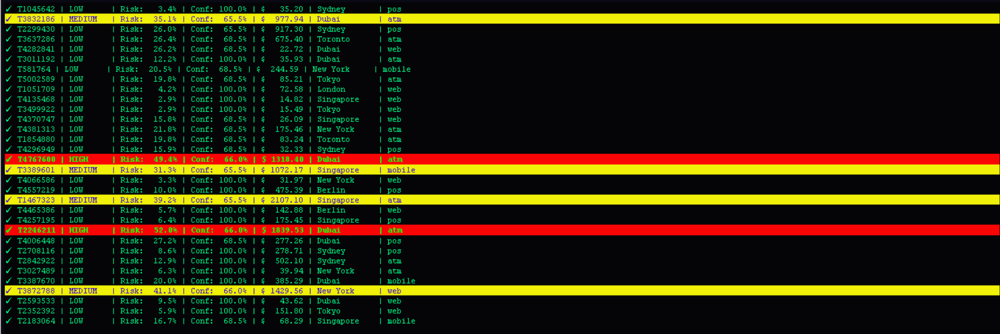 ✓ T1045642 | LOW | Risk: 3.4% | Conf: 100.0% | $ 35.20 | Sydney | pos
✓ T3832186 | MEDIUM | Risk: 35.1% | Conf: 65.5% | $ 977.94 | Dubai | atm
✓ T2299430 | LOW | Risk: 26.0% | Conf: 65.5% | $ 917.30 | Sydney | pos
✓ T3637286 | LOW | Risk: 26.4% | Conf: 68.5% | $ 675.40 | Toronto | atm
✓ T4282841 | LOW | Risk: 26.2% | Conf: 68.5% | $ 22.72 | Dubai | web
✓ T3011192 | LOW | Risk: 12.2% | Conf: 100.0% | $ 35.93 | Dubai | atm
✓ T581764 | LOW | Risk: 20.5% | Conf: 68.5% | $ 244.59 | New York | mobile
✓ T5002589 | LOW | Risk: 19.8% | Conf: 68.5% | $ 85.21 | Tokyo | atm
✓ T1051709 | LOW | Risk: 4.2% | Conf: 100.0% | $ 72.58 | London | web
✓ T4135468 | LOW | Risk: 2.9% | Conf: 100.0% | $ 14.82 | Singapore | web
✓ T3499922 | LOW | Risk: 2.9% | Conf: 100.0% | $ 15.49 | Tokyo | web
✓ T4370747 | LOW | Risk: 15.8% | Conf: 68.5% | $ 26.09 | Singapore | web
✓ T4381313 | LOW | Risk: 21.8% | Conf: 68.5% | $ 175.46 | New York | atm
✓ T1854880 | LOW | Risk: 19.8% | Conf: 68.5% | $ 83.24 | Toronto | atm
✓ T4296949 | LOW | Risk: 15.9% | Conf: 68.5% | $ 32.33 | Sydney | pos
✓ T4767600 | HIGH | Risk: 49.4% | Conf: 66.0% | $ 1318.40 | Dubai | atm
✓ T3389601 | MEDIUM | Risk: 31.3% | Conf: 65.5% | $ 1072.17 | Singapore | mobile
✓ T4066586 | LOW | Risk: 3.3% | Conf: 100.0% | $ 31.97 | New York | web
✓ T4557219 | LOW | Risk: 10.0% | Conf: 100.0% | $ 475.39 | Berlin | pos
✓ T1467323 | MEDIUM | Risk: 39.2% | Conf: 65.5% | $ 2107.10 | Singapore | atm
✓ T4465386 | LOW | Risk: 5.7% | Conf: 100.0% | $ 142.88 | Berlin | web
✓ T4257195 | LOW | Risk: 6.4% | Conf: 100.0% | $ 175.45 | Singapore | pos
✓ T2246211 | HIGH | Risk: 52.0% | Conf: 66.0% | $ 1839.53 | Dubai | atm
✓ T4006448 | LOW | Risk: 27.2% | Conf: 68.5% | $ 277.26 | Dubai | pos
✓ T2708116 | LOW | Risk: 8.6% | Conf: 100.0% | $ 278.71 | Sydney | pos
✓ T2842922 | LOW | Risk: 12.9% | Conf: 100.0% | $ 502.10 | Sydney | atm
✓ T3027489 | LOW | Risk: 6.3% | Conf: 100.0% | $ 39.94 | New York | atm
✓ T3387670 | LOW | Risk: 20.0% | Conf: 100.0% | $ 385.29 | Dubai | mobile
✓ T3872788 | MEDIUM | Risk: 41.1% | Conf: 66.0% | $ 1429.56 | New York | web
✓ T2593533 | LOW | Risk: 9.5% | Conf: 100.0% | $ 43.62 | Dubai | web
✓ T2352392 | LOW | Risk: 5.9% | Conf: 100.0% | $ 151.80 | Tokyo | web
✓ T2183064 | LOW | Risk: 16.7% | Conf: 68.5% | $ 68.29 | Singapore | mobile